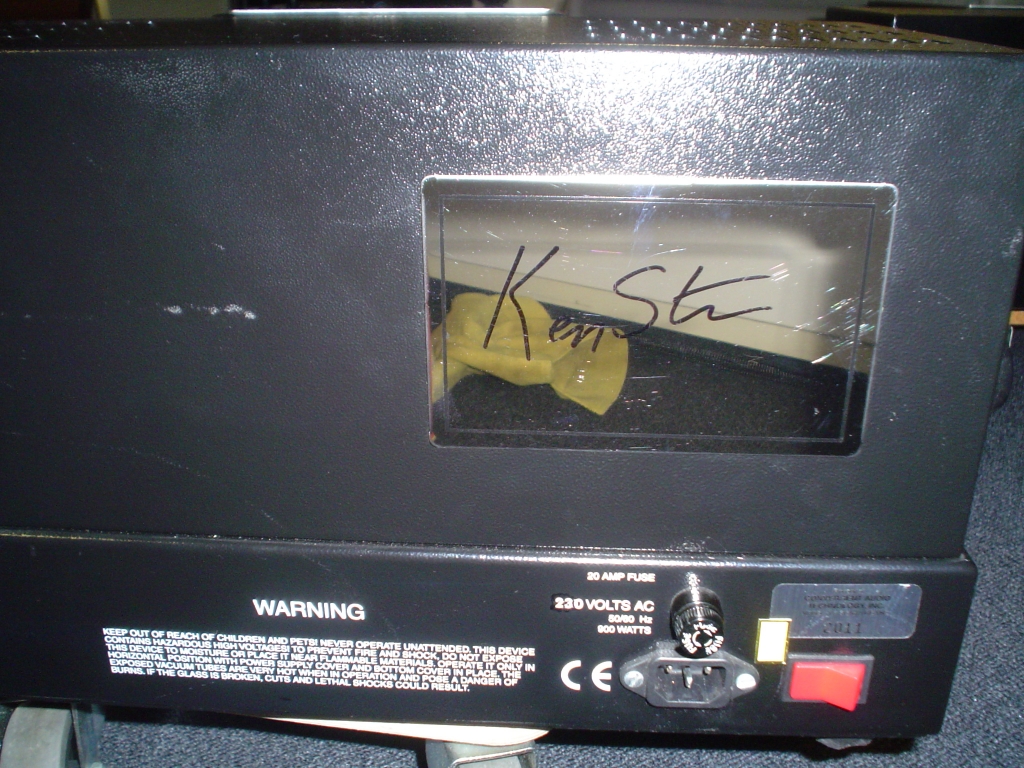 Ken St
20 AMP FUSE
230 VOLTS AC
50/60 Hz
900 WATTS
WARNING
KEEP OUT OF REACH OF CHILDREN AND PETS! NEVER OPERATE UNATTENDED. THIS DEVICE
CONTAINS HAZARDOUS HIGH VOLTAGES! TO PREVENT FIRE AND SHOCK, DO NOT EXPOSE
THIS DEVICE TO MOISTURE OR PLACE IT NEAR FLAMMABLE MATERIALS. OPERATE IT ONLY IN
HORIZONTAL POSITION WITH POWER SUPPLY COVER AND BOTTOM COVER IN PLACE. THE
EXPOSED VACUUM TUBES ARE VERY HOT WHEN IN OPERATION AND POSE A DANGER OF
BURNS. IF THE GLASS IS BROKEN, CUTS AND LETHAL SHOCKS COULD RESULT.
CE
FUSE
2011